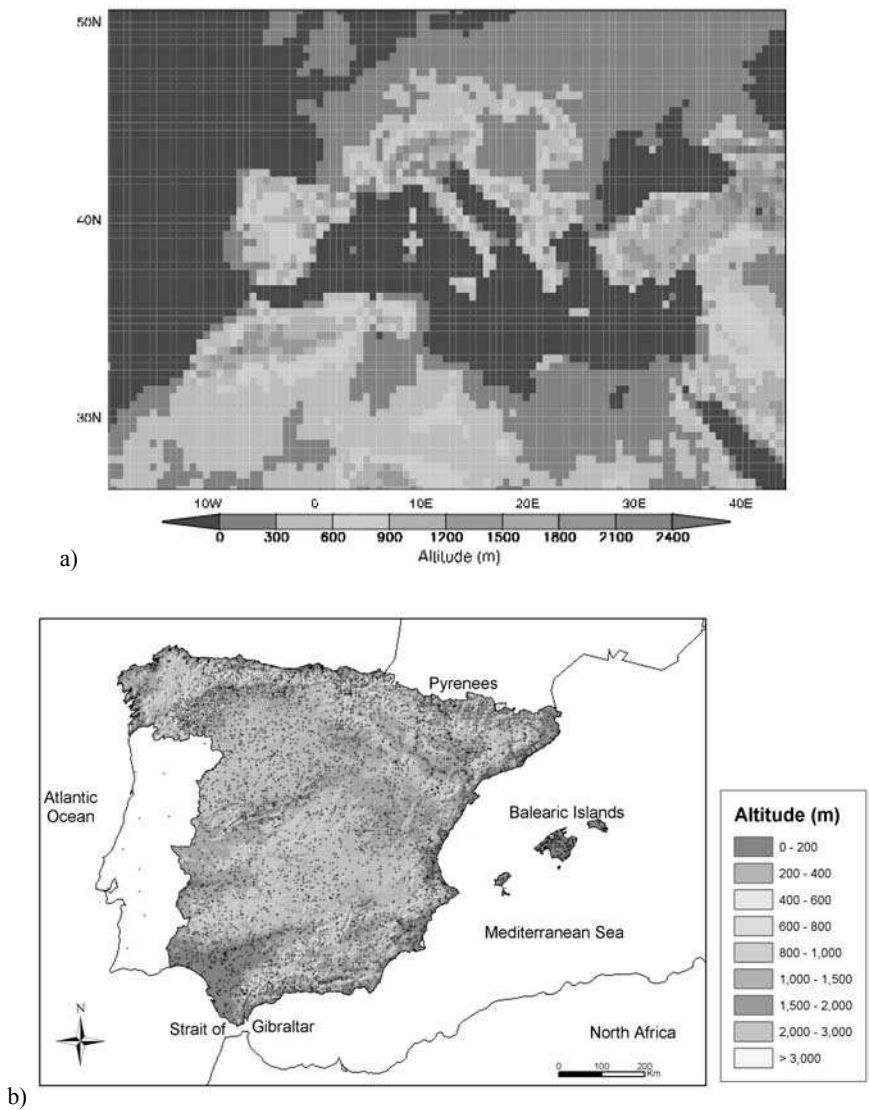 50N
40N
30N
10W 0 10E 20E 30E 40E
0 300 600 900 1200 1500 1800 2100 2400
Altitude (m)
a)
Pyrenees
Atlantic
Ocean
Balearic Islands
Mediterranean Sea
N
Strait of Gibraltar
North Africa
0 100 200
Km
Altitude (m)
0 - 200
200 - 400
400 - 600
600 - 800
800 - 1,000
1,000 - 1,500
1,500 - 2,000
2,000 - 3,000
> 3,000
b)